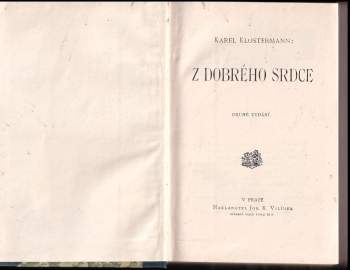 KAREL KLOSTERMANN:
Z DOBRÉHO SRDCE
DRUHÉ VYDÁNÍ
V PRAZE
NAKLADATEL JOS. R. VILÍMEK